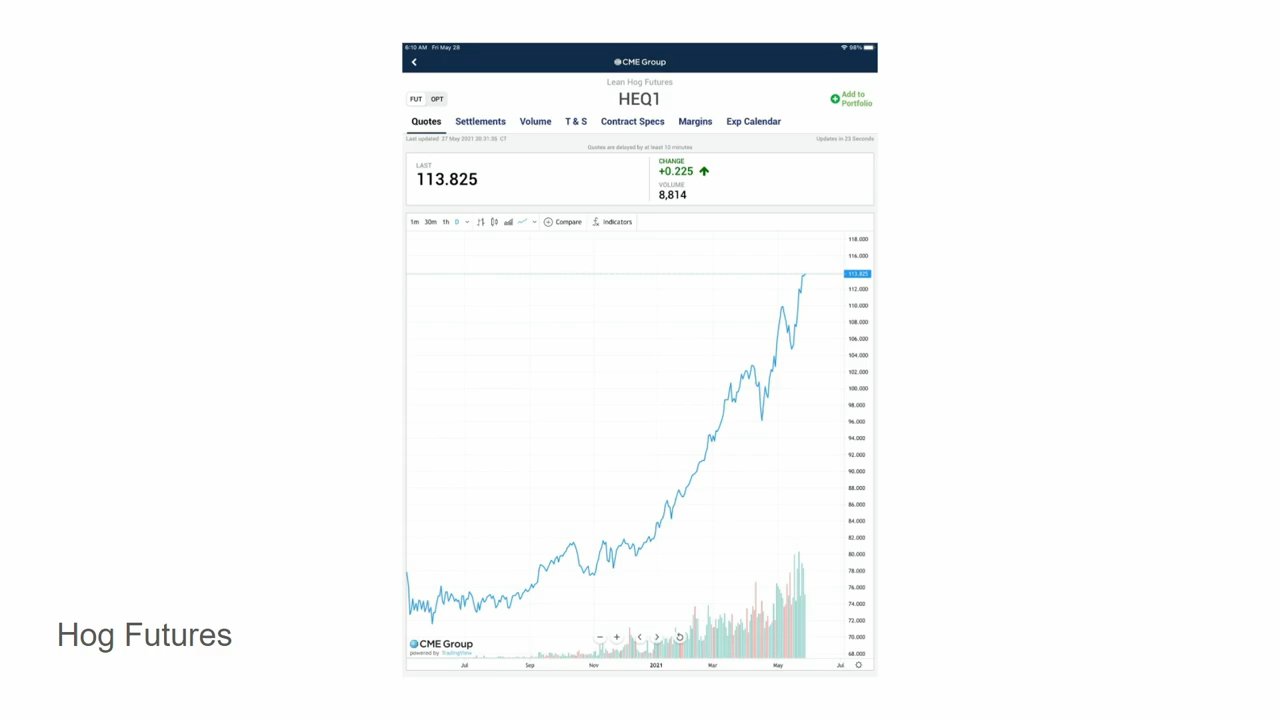 6:10 AM Fri May 28
98%
CME Group
Lean Hog Futures
HEQ1
FUT OPT
Add to
Portfolio
Quotes Settlements Volume T & S Contract Specs Margins Exp Calendar
Last updated 27 May 2021 20:31:35 CT
Updates in 23 Seconds
Quotes are delayed by at least 10 minutes
LAST
113.825
CHANGE
+0.225
VOLUME
8,814
1m 30m 1h D
Compare
Indicators
118.000
116.000
113.825
112.000
110.000
108.000
106.000
104.000
102.000
100.000
98.000
96.000
94.000
92.000
90.000
88.000
86.000
84.000
82.000
80.000
78.000
76.000
74.000
72.000
70.000
68.000
CME Group
powered by TradingView
Jul Sep Nov 2021 Mar May Jul
Hog Futures